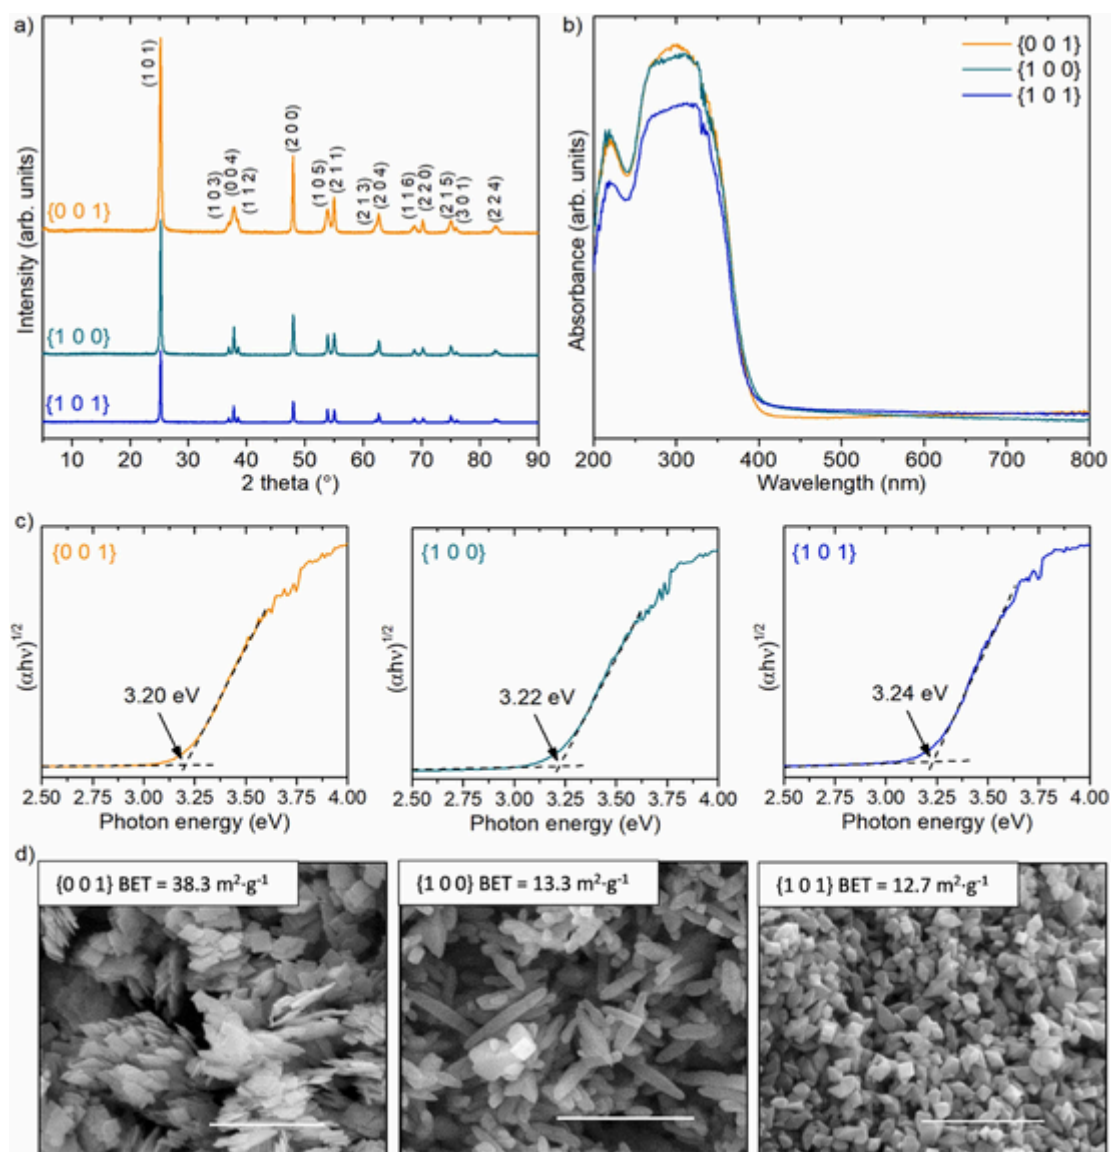 a)
(1 0 1)
(1 0 3)
(0 0 4)
(1 1 2)
(2 0 0)
(1 0 5)
(2 1 1)
(2 1 3)
(2 0 4)
(1 1 6)
(2 2 0)
(2 1 5)
(3 0 1)
(2 2 4)
{0 0 1}
{1 0 0}
{1 0 1}
Intensity (arb. units)
10 20 30 40 50 60 70 80 90
2 theta (°)
b)
{0 0 1}
{1 0 0}
{1 0 1}
Absorbance (arb. units)
200 300 400 500 600 700 800
Wavelength (nm)
c)
{0 0 1}
(αhν)1/2
3.20 eV
2.50 2.75 3.00 3.25 3.50 3.75 4.00
Photon energy (eV)
{1 0 0}
(αhν)1/2
3.22 eV
2.50 2.75 3.00 3.25 3.50 3.75 4.00
Photon energy (eV)
{1 0 1}
(αhν)1/2
3.24 eV
2.50 2.75 3.00 3.25 3.50 3.75 4.00
Photon energy (eV)
d)
{0 0 1} BET = 38.3 m²·g⁻¹
{1 0 0} BET = 13.3 m²·g⁻¹
{1 0 1} BET = 12.7 m²·g⁻¹